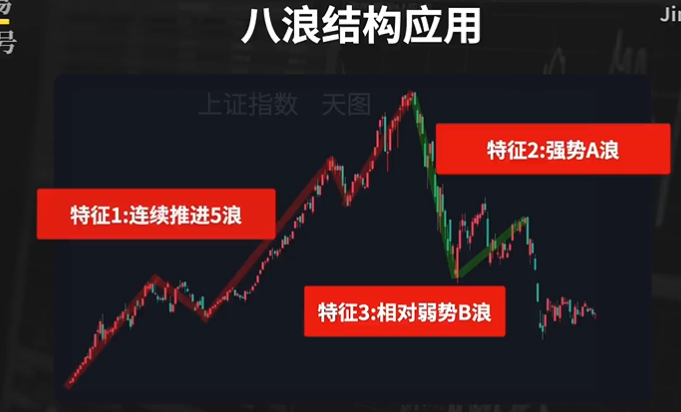 八浪结构应用
Jin
号
上证指数 天图
特征2:强势A浪
特征1:连续推进5浪
特征3:相对弱势B浪